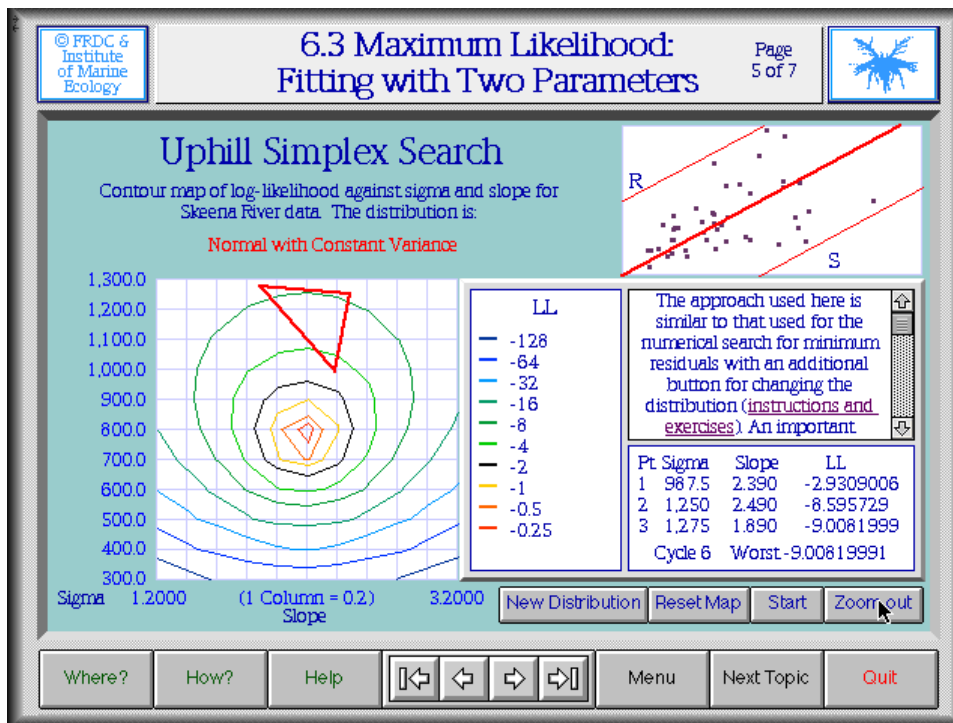 © FRDC &
Institute
of Marine
Ecology
6.3 Maximum Likelihood:
Fitting with Two Parameters
Page
5 of 7
Uphill Simplex Search
Contour map of log-likelihood against sigma and slope for
Skeena River data. The distribution is:
Normal with Constant Variance
R
S
1,300.0
1,200.0
1,100.0
1,000.0
900.0
800.0
700.0
600.0
500.0
400.0
300.0
Sigma 1.2000 (1 Column = 0.2) 3.2000
Slope
LL
-128
-64
-32
-16
-8
-4
-2
-1
-0.5
-0.25
The approach used here is
similar to that used for the
numerical search for minimum
residuals with an additional
button for changing the
distribution (instructions and
exercises). An important
Pt Sigma Slope LL
1 987.5 2.390 -2.9309006
2 1,250 2.490 -8.595729
3 1,275 1.890 -9.0081999
Cycle 6 Worst -9.00819991
New Distribution Reset Map Start Zoom out
Where? How? Help Menu Next Topic Quit